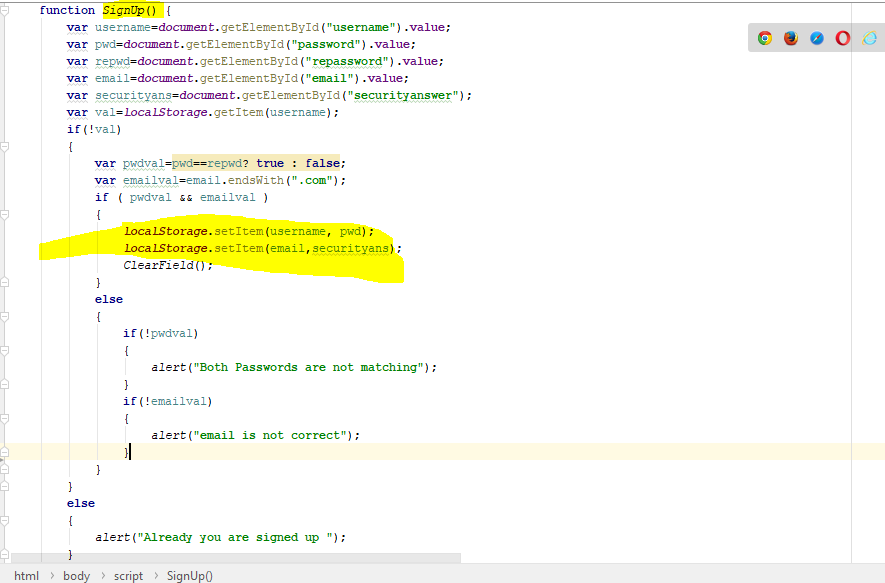 function SignUp() {
var username=document.getElementById("username").value;
var pwd=document.getElementById("password").value;
var repwd=document.getElementById("repassword").value;
var email=document.getElementById("email").value;
var securityans=document.getElementById("securityanswer");
var val=localStorage.getItem(username);
if(!val)
{
var pwdval=pwd==repwd? true : false;
var emailval=email.endsWith(".com");
if ( pwdval && emailval )
{
localStorage.setItem(username, pwd);
localStorage.setItem(email,securityans);
ClearField();
}
else
{
if(!pwdval)
{
alert("Both Passwords are not matching");
}
if(!emailval)
{
alert("email is not correct");
}
}
}
else
{
alert("Already you are signed up ");
}
html > body > script > SignUp()